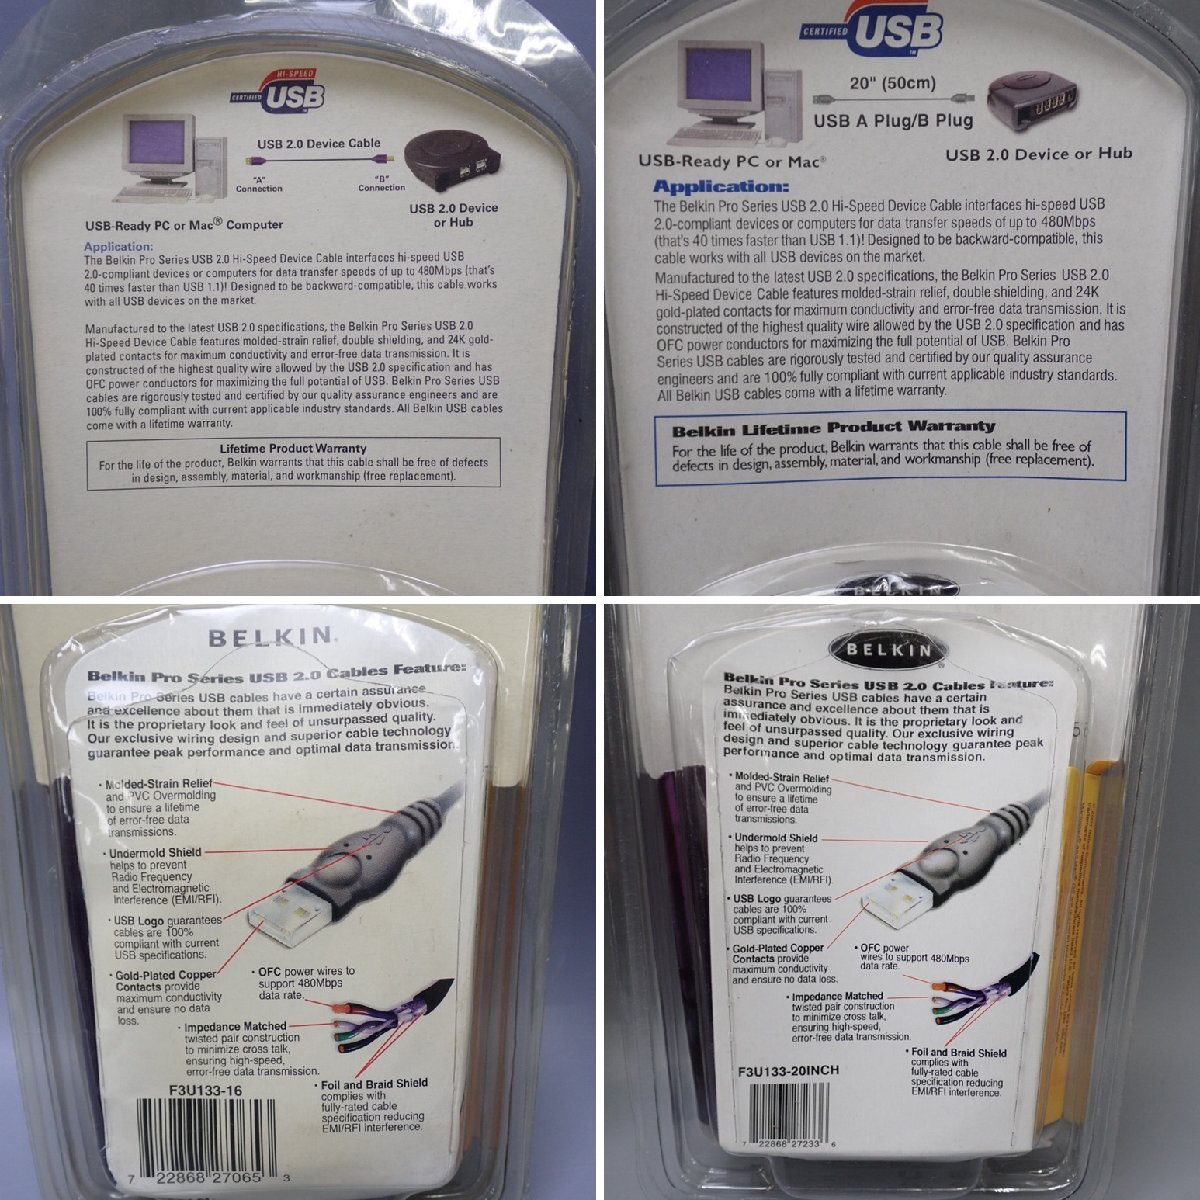 HI-SPEED
CERTIFIED USB
USB 2.0 Device Cable
"A"
Connection
"B"
Connection
USB 2.0 Device
or Hub
USB-Ready PC or Mac® Computer
Application:
The Belkin Pro Series USB 2.0 Hi-Speed Device Cable interfaces hi-speed USB
2.0-compliant devices or computers for data transfer speeds of up to 480Mbps (that's
40 times faster than USB 1.1)! Designed to be backward-compatible, this cable works
with all USB devices on the market.
Manufactured to the latest USB 2.0 specifications, the Belkin Pro Series USB 2.0
Hi-Speed Device Cable features molded-strain relief, double shielding, and 24K gold-
plated contacts for maximum conductivity and error-free data transmission. It is
constructed of the highest quality wire allowed by the USB 2.0 specification and has
OFC power conductors for maximizing the full potential of USB. Belkin Pro Series USB
cables are rigorously tested and certified by our quality assurance engineers and are
100% fully compliant with current applicable industry standards. All Belkin USB cables
come with a lifetime warranty.
Lifetime Product Warranty
For the life of the product, Belkin warrants that this cable shall be free of defects
in design, assembly, material, and workmanship (free replacement).
CERTIFIED USB
20" (50cm)
USB A Plug/B Plug
USB-Ready PC or Mac®
USB 2.0 Device or Hub
Application:
The Belkin Pro Series USB 2.0 Hi-Speed Device Cable interfaces hi-speed USB
2.0-compliant devices or computers for data transfer speeds of up to 480Mbps
(that's 40 times faster than USB 1.1)! Designed to be backward-compatible, this
cable works with all USB devices on the market.
Manufactured to the latest USB 2.0 specifications, the Belkin Pro Series USB 2.0
Hi-Speed Device Cable features molded-strain relief, double shielding, and 24K
gold-plated contacts for maximum conductivity and error-free data transmission. It is
constructed of the highest quality wire allowed by the USB 2.0 specification and has
OFC power conductors for maximizing the full potential of USB. Belkin Pro
Series USB cables are rigorously tested and certified by our quality assurance
engineers and are 100% fully compliant with current applicable industry standards.
All Belkin USB cables come with a lifetime warranty.
Belkin Lifetime Product Warranty
For the life of the product, Belkin warrants that this cable shall be free of
defects in design, assembly, material, and workmanship (free replacement).
BELKIN
BELKIN.
Belkin Pro Series USB 2.0 Cables Feature:
Belkin Pro Series USB cables have a certain assurance
and excellence about them that is immediately obvious.
It is the proprietary look and feel of unsurpassed quality.
Our exclusive wiring design and superior cable technology
guarantee peak performance and optimal data transmission.
• Molded-Strain Relief
and PVC Overmolding
to ensure a lifetime
of error-free data
transmissions.
• Undermold Shield
helps to prevent
Radio Frequency
and Electromagnetic
Interference (EMI/RFI).
• USB Logo guarantees
cables are 100%
compliant with current
USB specifications.
• Gold-Plated Copper
Contacts provide
maximum conductivity
and ensure no data
loss.
• OFC power wires to
support 480Mbps
data rate.
• Impedance Matched
twisted pair construction
to minimize cross talk,
ensuring high-speed,
error-free data transmission.
• Foil and Braid Shield
complies with
fully-rated cable
specification reducing
EMI/RFI interference.
F3U133-16
7 22868 27065 3
BELKIN®
Belkin Pro Series USB 2.0 Cables Feature:
Belkin Pro Series USB cables have a certain
assurance and excellence about them that is
immediately obvious. It is the proprietary look and
feel of unsurpassed quality. Our exclusive wiring
design and superior cable technology guarantee peak
performance and optimal data transmission.
• Molded-Strain Relief
and PVC Overmolding
to ensure a lifetime
of error-free data
transmissions.
• Undermold Shield
helps to prevent
Radio Frequency
and Electromagnetic
Interference (EMI/RFI).
• USB Logo guarantees
cables are 100%
compliant with current
USB specifications.
• Gold-Plated Copper
Contacts provide
maximum conductivity
and ensure no data loss.
• OFC power
wires to support 480Mbps
data rate.
• Impedance Matched
twisted pair construction
to minimize cross talk,
ensuring high-speed,
error-free data transmission.
• Foil and Braid Shield
complies with
fully-rated cable
specification reducing
EMI/RFI interference.
F3U133-20INCH
7 22868 27233 6